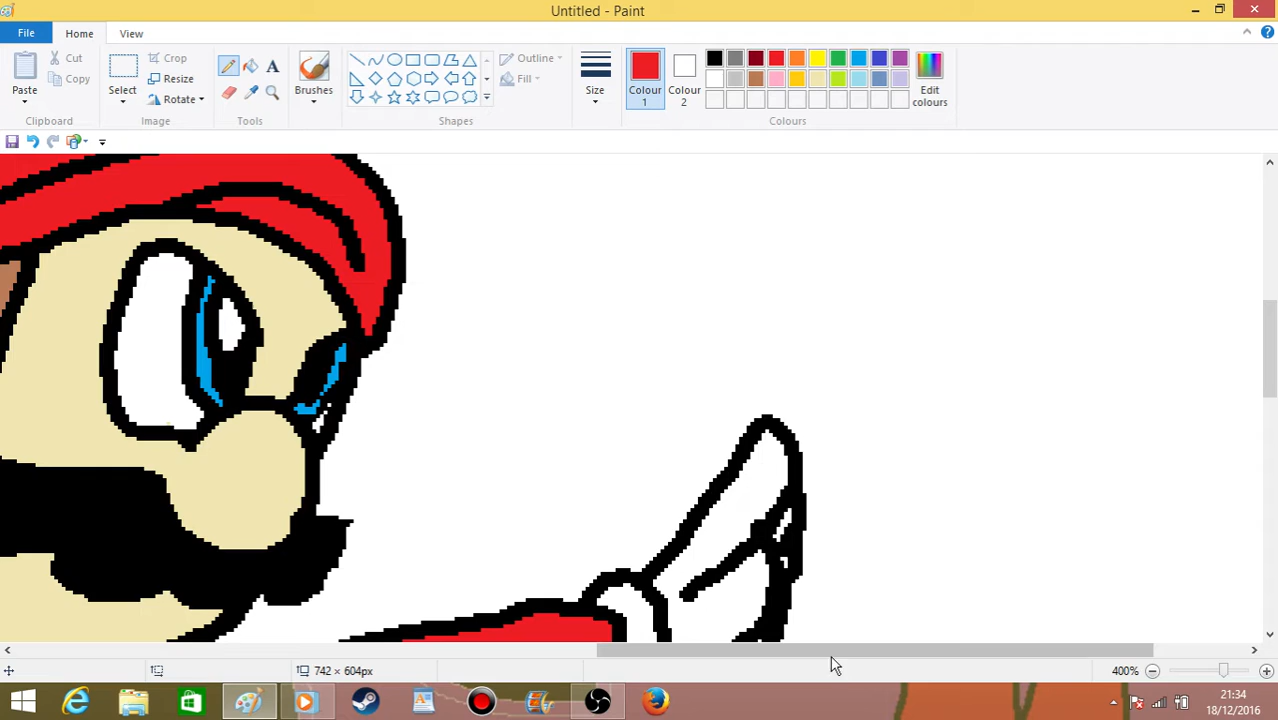 Untitled - Paint
File Home View
Cut
Copy
Paste
Clipboard
Select
Crop
Resize
Rotate
Image
A
Tools
Brushes
Outline
Fill
Shapes
Size
Colour 1
Colour 2
Edit colours
Colours
742 × 604px
400%
21:34
18/12/2016